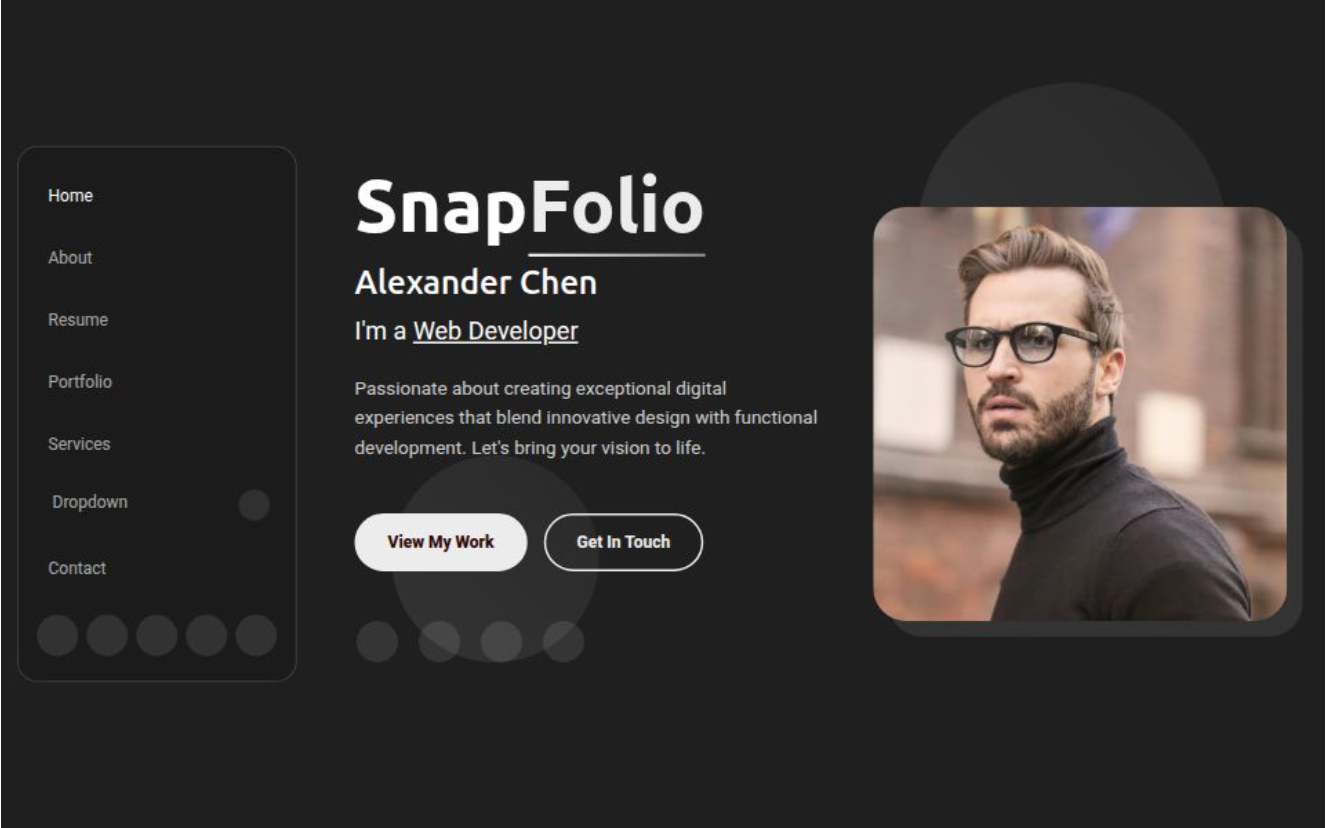 Home
About
Resume
Portfolio
Services
Dropdown
Contact
SnapFolio
Alexander Chen
I'm a Web Developer
Passionate about creating exceptional digital
experiences that blend innovative design with functional
development. Let's bring your vision to life.
View My Work
Get In Touch